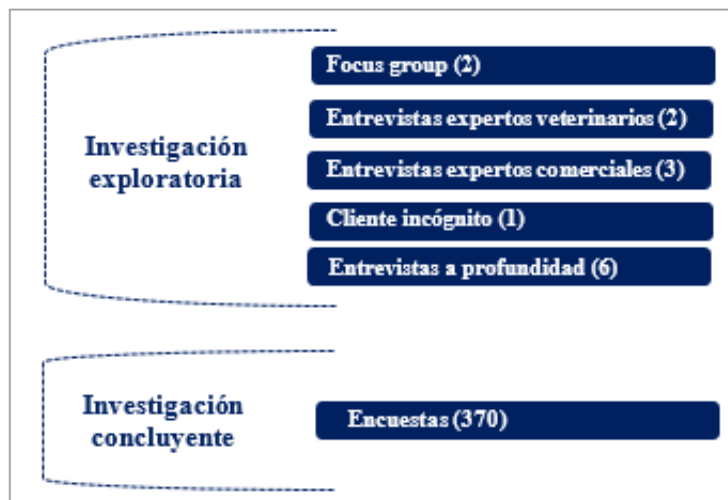 Investigación
exploratoria
Focus group (2)
Entrevistas expertos veterinarios (2)
Entrevistas expertos comerciales (3)
Cliente incógnito (1)
Entrevistas a profundidad (6)
Investigación
concluyente
Encuestas (370)